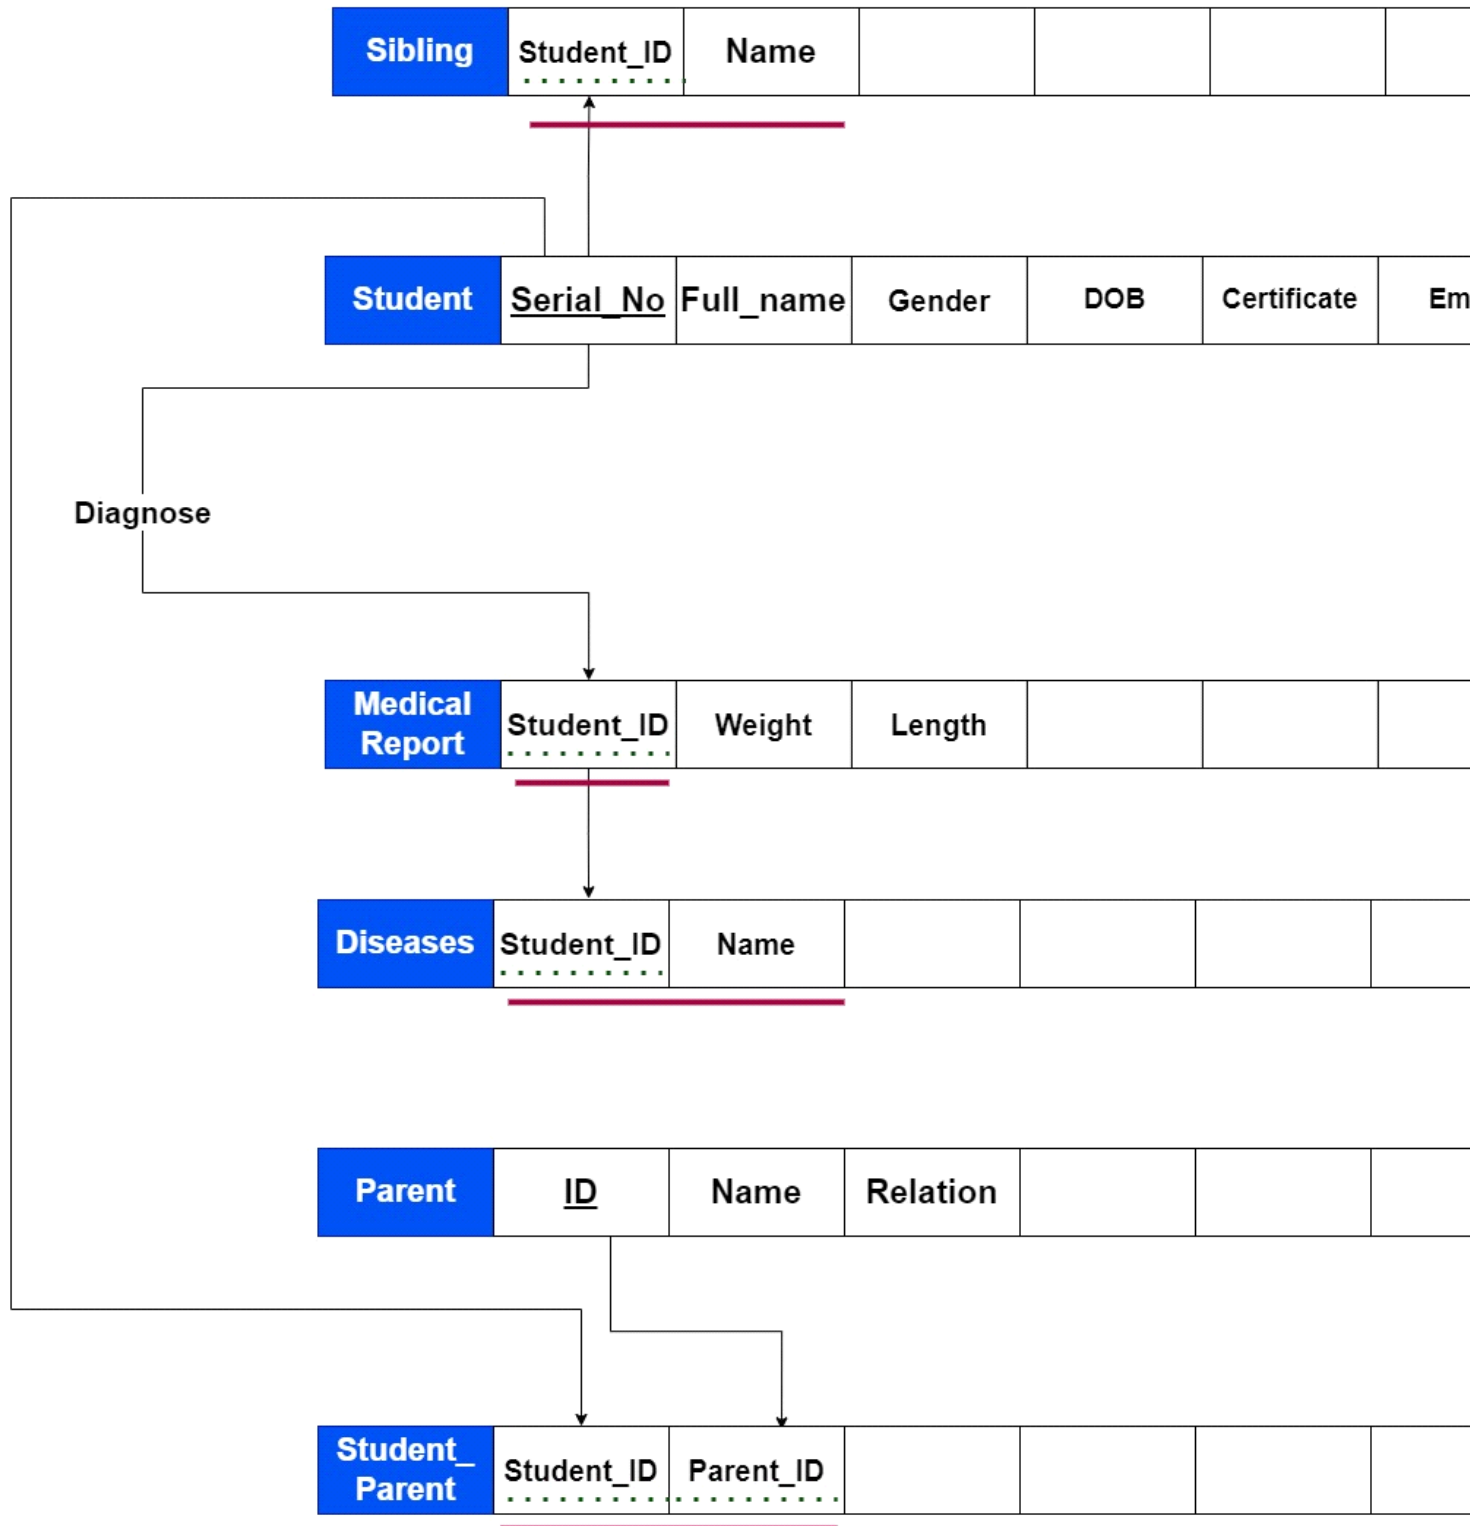 Sibling Student_ID Name
Student Serial_No Full_name Gender DOB Certificate Em
Diagnose
Medical
Report Student_ID Weight Length
Diseases Student_ID Name
Parent ID Name Relation
Student_
Parent Student_ID Parent_ID